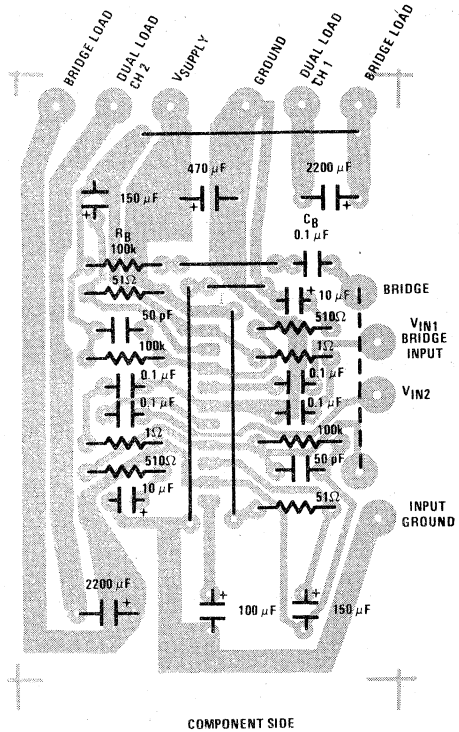 BRIDGE LOAD
DUAL LOAD
CH 2
VSUPPLY
GROUND
DUAL LOAD
CH 1
BRIDGE LOAD
150 µF
+
470 µF
+
2200 µF
+
RB
100k
CB
0.1 µF
51Ω
+
10 µF
BRIDGE
50 pF
510Ω
VIN1
BRIDGE
INPUT
100k
1Ω
0.1 µF
0.1 µF
VIN2
0.1 µF
0.1 µF
1Ω
100k
510Ω
50 pF
10 µF
+
51Ω
INPUT
GROUND
2200 µF
+
+
100 µF
+
150 µF
COMPONENT SIDE